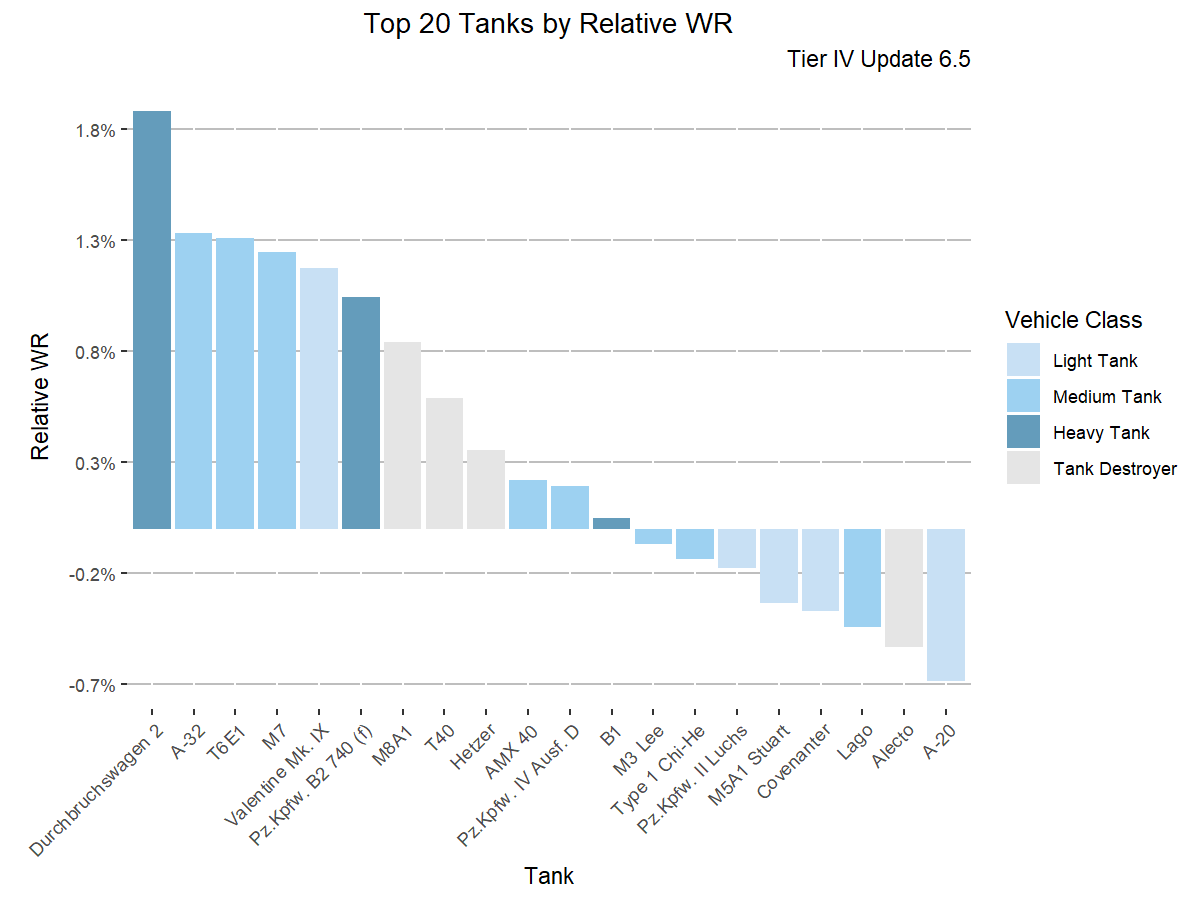 Top 20 Tanks by Relative WR
Tier IV Update 6.5
1.8%
1.3%
0.8%
0.3%
-0.2%
-0.7%
Relative WR
Durchbruchswagen 2
A-32
T6E1
M7
Valentine Mk. IX
Pz.Kpfw. B2 740 (f)
M8A1
T40
Hetzer
AMX 40
Pz.Kpfw. IV Ausf. D
B1
M3 Lee
Type 1 Chi-He
Pz.Kpfw. II Luchs
M5A1 Stuart
Covenanter
Lago
Alecto
A-20
Tank
Vehicle Class
Light Tank
Medium Tank
Heavy Tank
Tank Destroyer